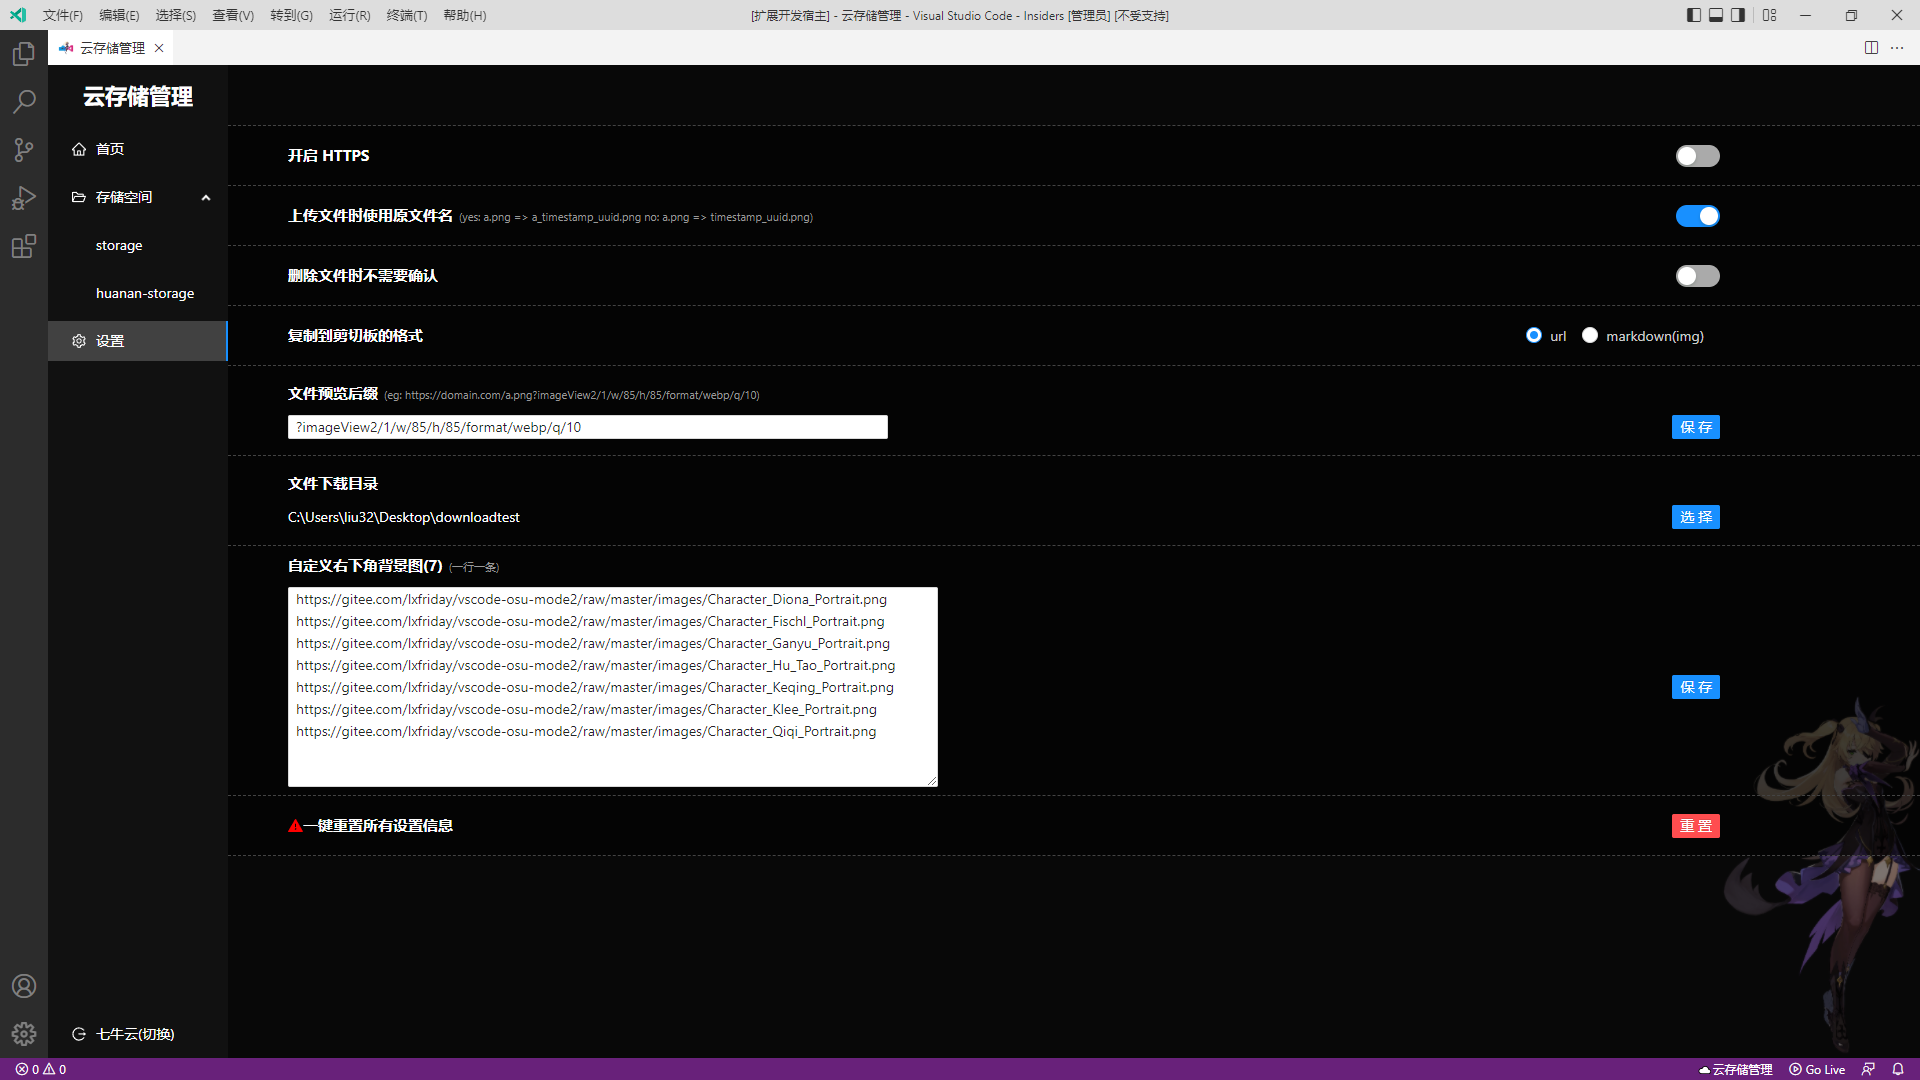 文件(F) 编辑(E) 选择(S) 查看(V) 转到(G) 运行(R) 终端(T) 帮助(H) [扩展开发宿主] - 云存储管理 - Visual Studio Code - Insiders [管理员] [不受支持]
云存储管理
云存储管理
首页
存储空间
storage
huanan-storage
设置
七牛云(切换)
开启 HTTPS
上传文件时使用原文件名 (yes: a.png => a_timestamp_uuid.png no: a.png => timestamp_uuid.png)
删除文件时不需要确认
复制到剪切板的格式 url markdown(img)
文件预览后缀 (eg: https://domain.com/a.png?imageView2/1/w/85/h/85/format/webp/q/10)
?imageView2/1/w/85/h/85/format/webp/q/10 保存
文件下载目录
C:\Users\liu32\Desktop\downloadtest 选择
自定义右下角背景图(7) (一行一条)
https://gitee.com/lxfriday/vscode-osu-mode2/raw/master/images/Character_Diona_Portrait.png
https://gitee.com/lxfriday/vscode-osu-mode2/raw/master/images/Character_Fischl_Portrait.png
https://gitee.com/lxfriday/vscode-osu-mode2/raw/master/images/Character_Ganyu_Portrait.png
https://gitee.com/lxfriday/vscode-osu-mode2/raw/master/images/Character_Hu_Tao_Portrait.png
https://gitee.com/lxfriday/vscode-osu-mode2/raw/master/images/Character_Keqing_Portrait.png
https://gitee.com/lxfriday/vscode-osu-mode2/raw/master/images/Character_Klee_Portrait.png
https://gitee.com/lxfriday/vscode-osu-mode2/raw/master/images/Character_Qiqi_Portrait.png
保存
一键重置所有设置信息 重置
0 0 云存储管理 Go Live